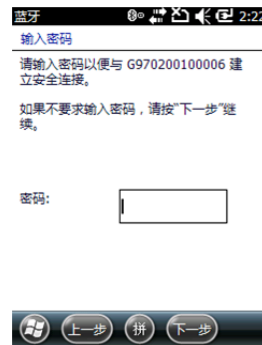 蓝牙 2:22
输入密码
请输入密码以便与 G970200100006 建
立安全连接。
如果不要求输入密码，请按"下一步"继
续。
密码:
上一步 拼 下一步